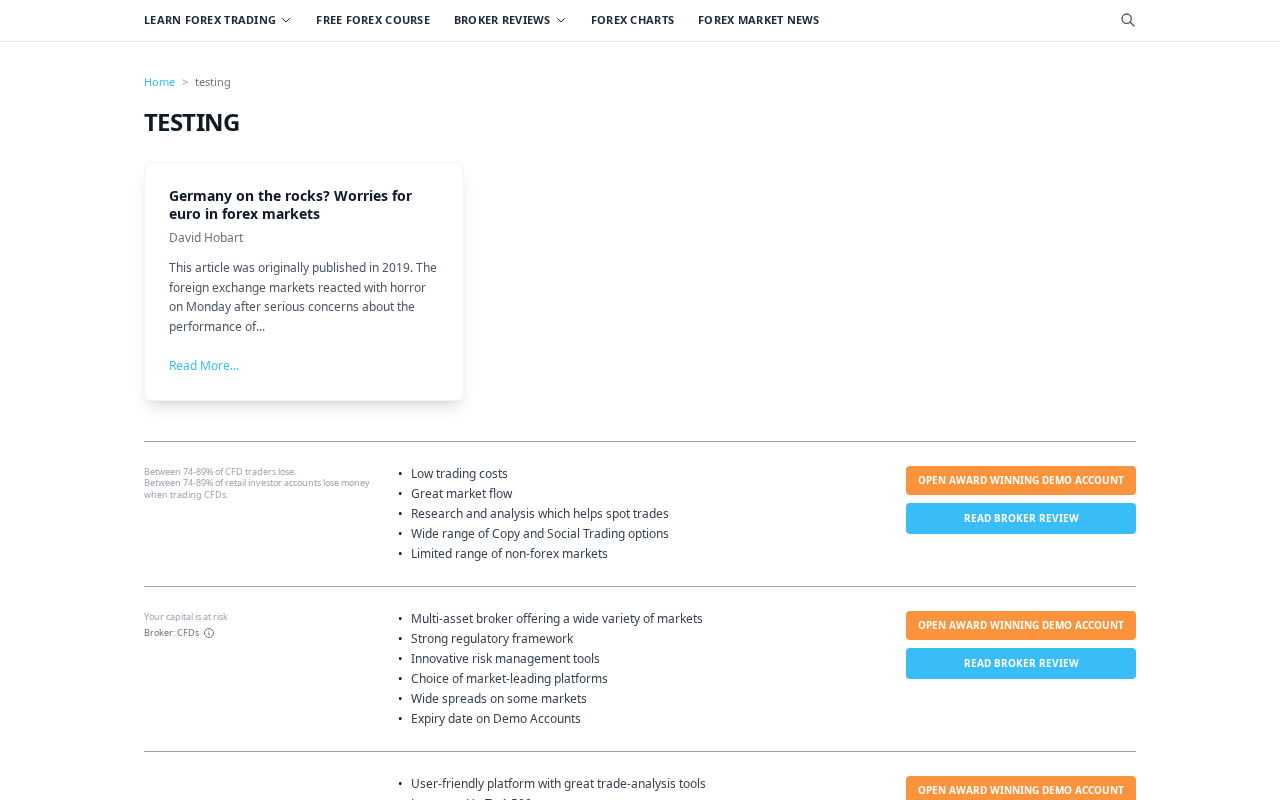 LEARN FOREX TRADING FREE FOREX COURSE BROKER REVIEWS FOREX CHARTS FOREX MARKET NEWS
Home > testing
TESTING
Germany on the rocks? Worries for
euro in forex markets
David Hobart
This article was originally published in 2019. The
foreign exchange markets reacted with horror
on Monday after serious concerns about the
performance of...
Read More...
Between 74-89% of CFD traders lose.
Between 74-89% of retail investor accounts lose money
when trading CFDs.
• Low trading costs
• Great market flow
• Research and analysis which helps spot trades
• Wide range of Copy and Social Trading options
• Limited range of non-forex markets
OPEN AWARD WINNING DEMO ACCOUNT
READ BROKER REVIEW
Your capital is at risk
Broker: CFDs
• Multi-asset broker offering a wide variety of markets
• Strong regulatory framework
• Innovative risk management tools
• Choice of market-leading platforms
• Wide spreads on some markets
• Expiry date on Demo Accounts
OPEN AWARD WINNING DEMO ACCOUNT
READ BROKER REVIEW
• User-friendly platform with great trade-analysis tools
OPEN AWARD WINNING DEMO ACCOUNT